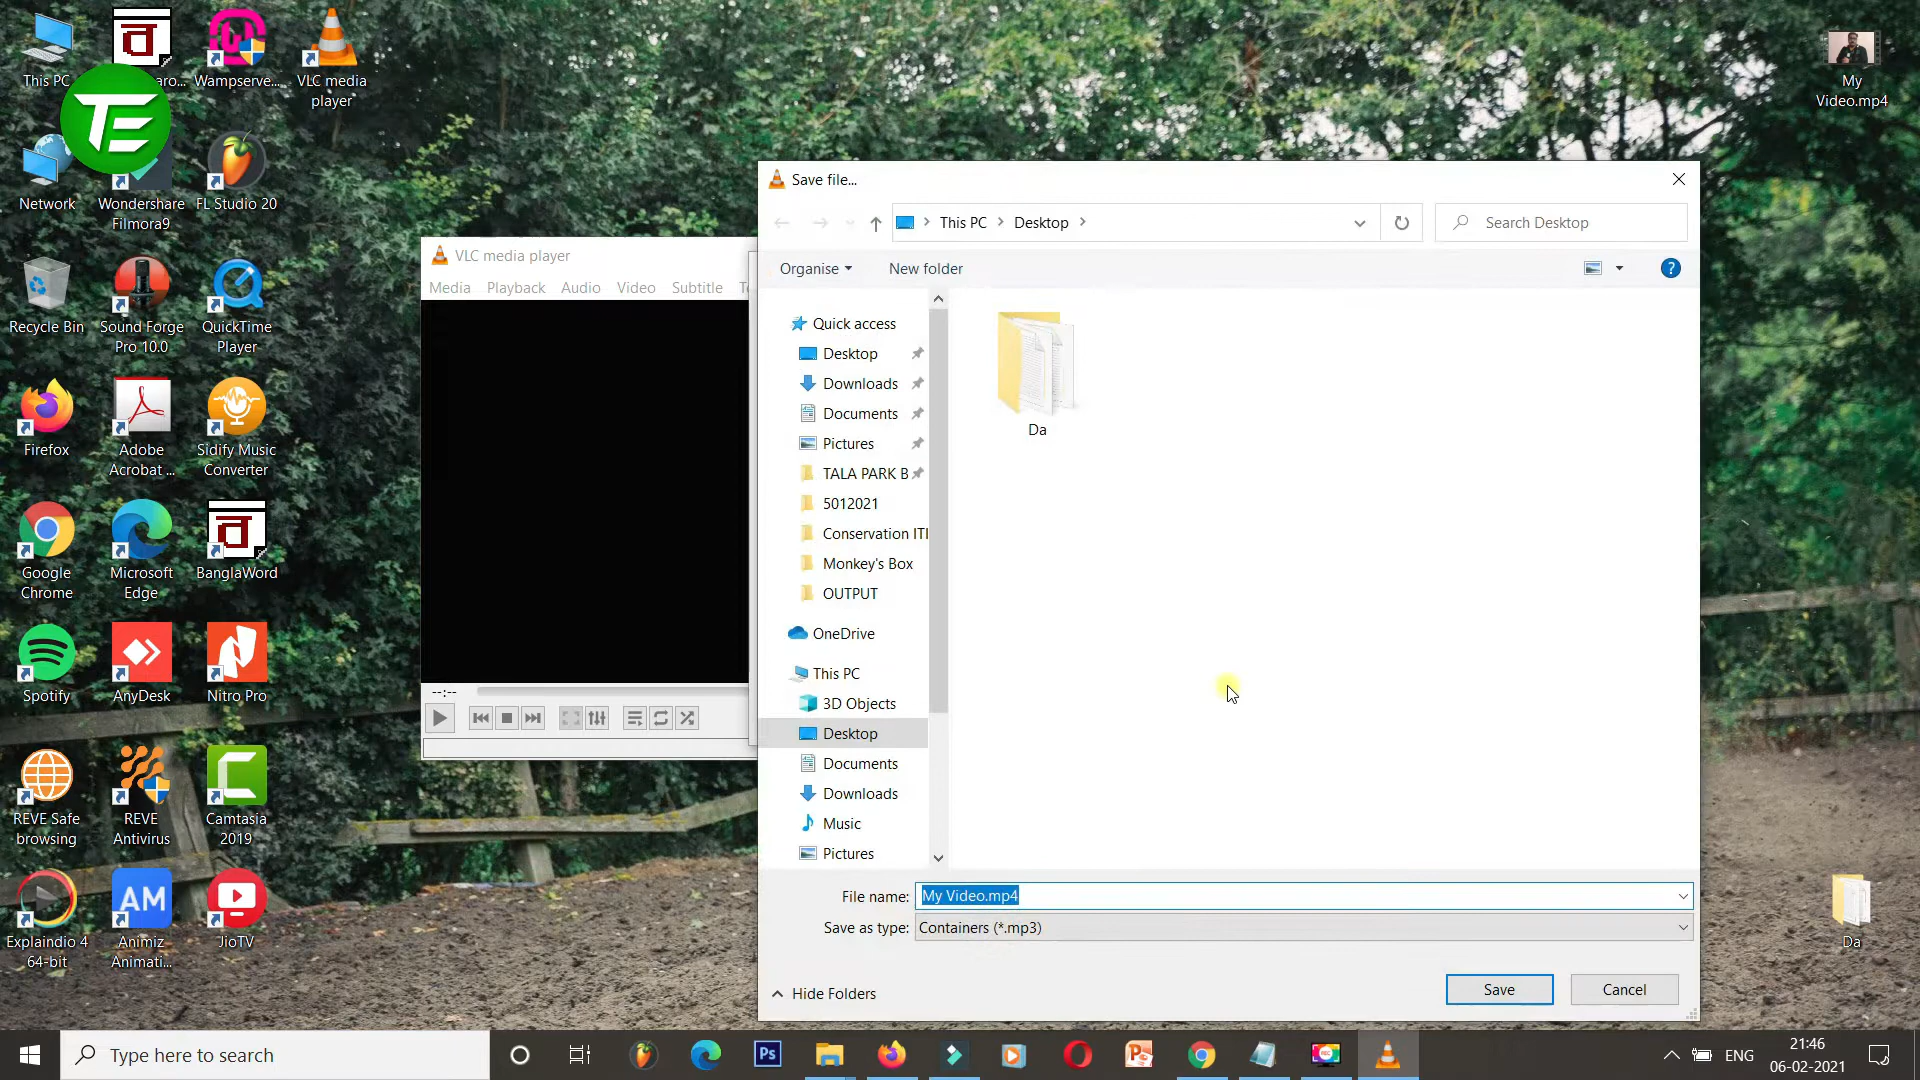 This PC
aro...
Wampserve...
VLC media
player
TE
Network
Wondershare
Filmora9
FL Studio 20
Recycle Bin
Sound Forge
Pro 10.0
QuickTime
Player
Firefox
Adobe
Acrobat ...
Sidify Music
Converter
Google
Chrome
Microsoft
Edge
BanglaWord
Spotify
AnyDesk
Nitro Pro
REVE Safe
browsing
REVE
Antivirus
Camtasia
2019
Explaindio 4
64-bit
AM
Animiz
Animati...
JioTV
My
Video.mp4
Da
VLC media player
Media Playback Audio Video Subtitle
--:--
Save file...
This PC
Desktop
Search Desktop
Organise
New folder
Quick access
Desktop
Downloads
Documents
Pictures
TALA PARK B
5012021
Conservation ITI
Monkey's Box
OUTPUT
OneDrive
This PC
3D Objects
Desktop
Documents
Downloads
Music
Pictures
Da
File name: My Video.mp4
Save as type: Containers (*.mp3)
Hide Folders
Save
Cancel
Type here to search
Ps
ENG
21:46
06-02-2021